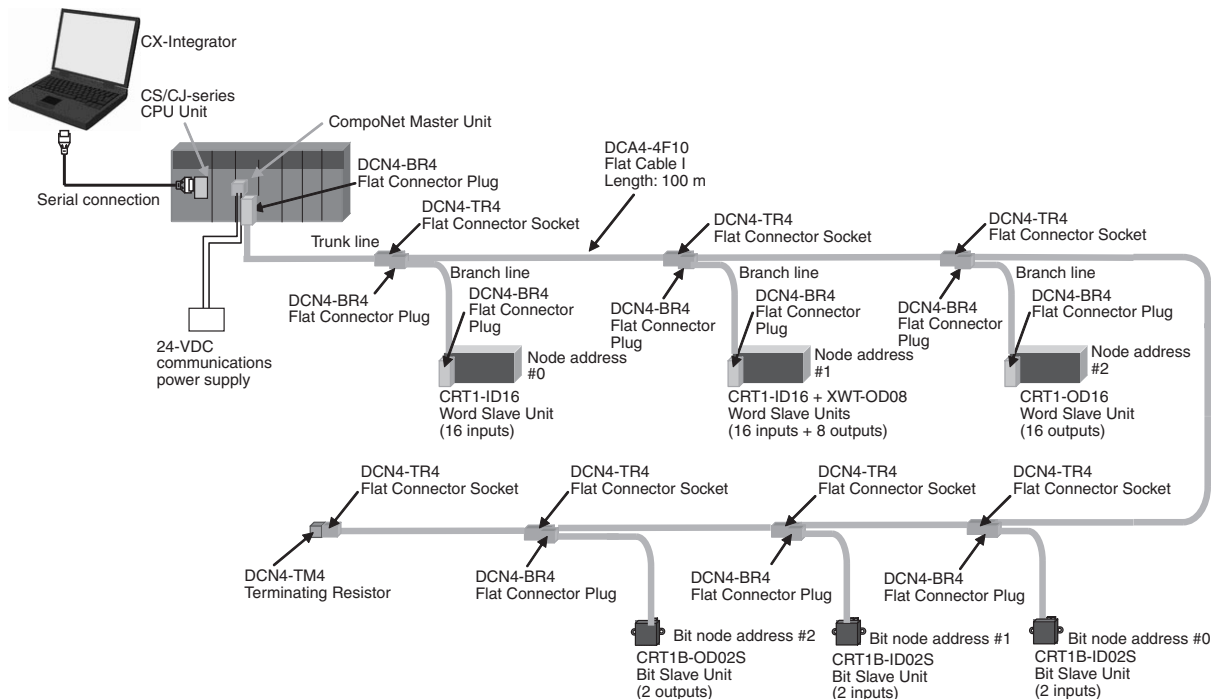 CX-Integrator
CS/CJ-series
CPU Unit
CompoNet Master Unit
DCN4-BR4
Flat Connector Plug
Serial connection
DCA4-4F10
Flat Cable I
Length: 100 m
DCN4-TR4
Flat Connector Socket
DCN4-TR4
Flat Connector Socket
DCN4-TR4
Flat Connector Socket
Trunk line
Branch line
Branch line
Branch line
DCN4-BR4
Flat Connector Plug
DCN4-BR4
Flat Connector
Plug
DCN4-BR4
Flat Connector
Plug
DCN4-BR4
Flat Connector
Plug
DCN4-BR4
Flat Connector
Plug
DCN4-BR4
Flat Connector
Plug
24-VDC
communications
power supply
Node address
#0
CRT1-ID16
Word Slave Unit
(16 inputs)
Node address
#1
CRT1-ID16 + XWT-OD08
Word Slave Units
(16 inputs + 8 outputs)
Node address
#2
CRT1-OD16
Word Slave Unit
(16 outputs)
DCN4-TR4
Flat Connector Socket
DCN4-TR4
Flat Connector Socket
DCN4-TR4
Flat Connector Socket
DCN4-TR4
Flat Connector Socket
DCN4-TM4
Terminating Resistor
DCN4-BR4
Flat Connector Plug
DCN4-BR4
Flat Connector Plug
DCN4-BR4
Flat Connector Plug
Bit node address #2
CRT1B-OD02S
Bit Slave Unit
(2 outputs)
Bit node address #1
CRT1B-ID02S
Bit Slave Unit
(2 inputs)
Bit node address #0
CRT1B-ID02S
Bit Slave Unit
(2 inputs)